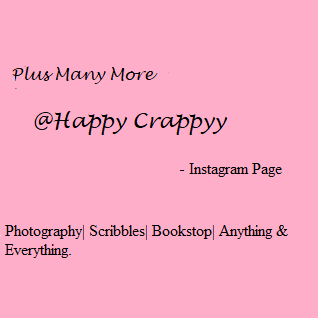 Plus Many More
@Happy Crappyy
- Instagram Page
Photography| Scribbles| Bookstop| Anything &
Everything.